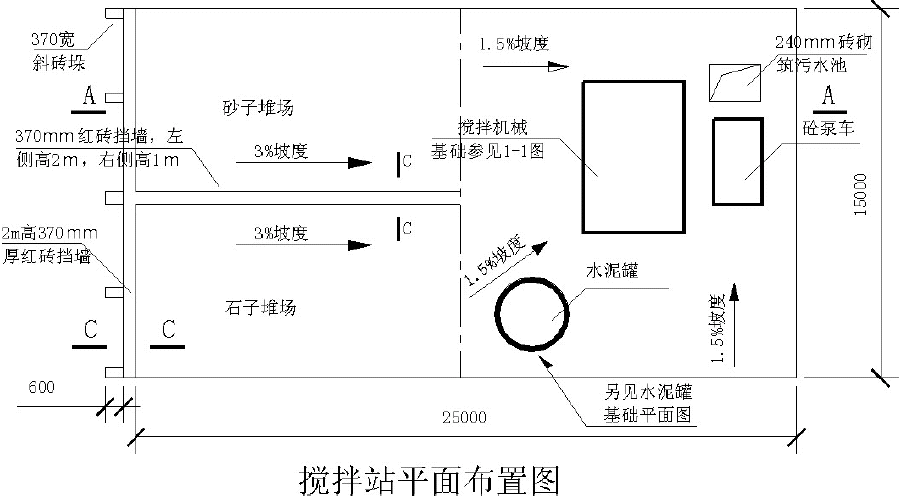 370宽
斜砖垛
1.5%坡度
240mm砖砌
筑污水池
A
A
砂子堆场
搅拌机械
基础参见1-1图
砼泵车
370mm红砖挡墙，左
侧高2m，右侧高1m
3%坡度
C
15000
2m高370mm
厚红砖挡墙
3%坡度
C
1.5%坡度
水泥罐
石子堆场
C
C
1.5%坡度
600
另见水泥罐
基础平面图
25000
搅拌站平面布置图